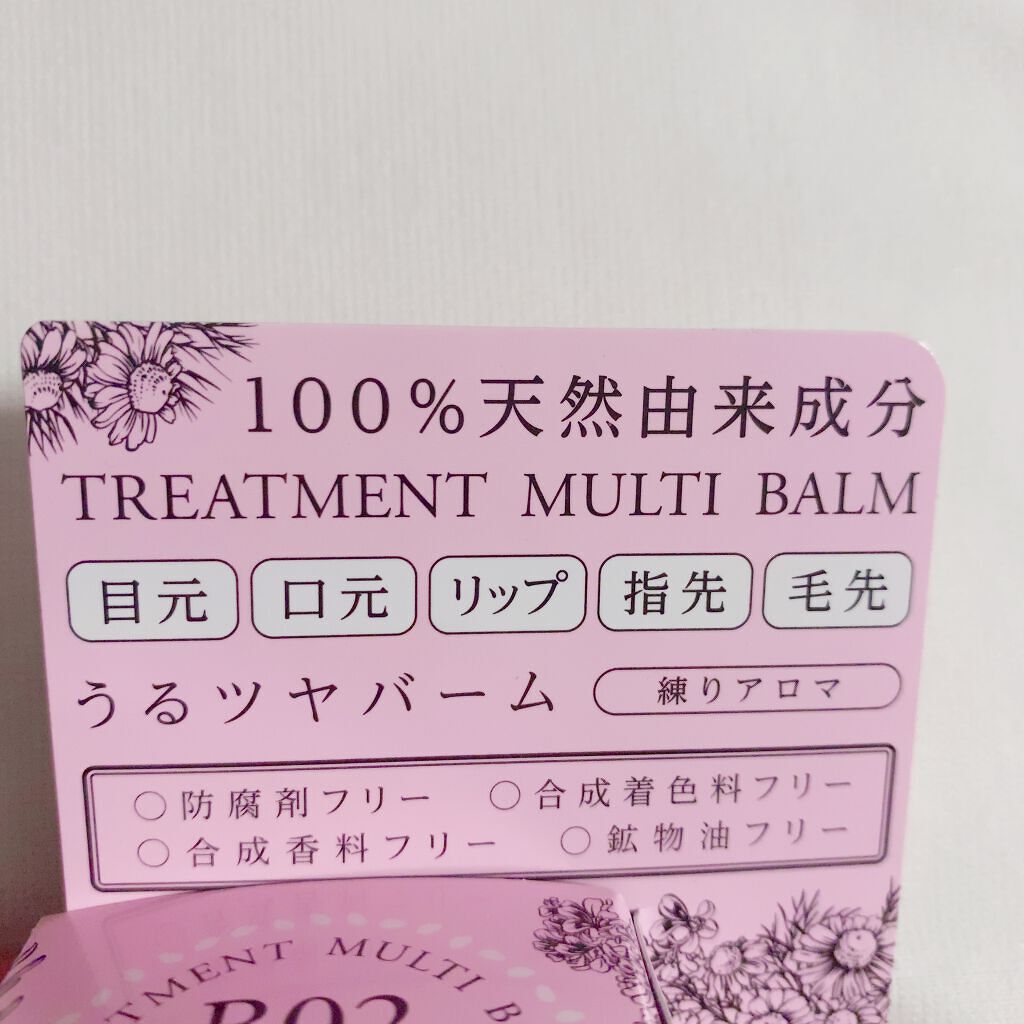 100%天然由来成分
TREATMENT MULTI BALM
目元 口元 リップ 指先 毛先
うるツヤバーム 練りアロマ
○防腐剤フリー ○合成着色料フリー
○合成香料フリー ○鉱物油フリー
TMENT MULTI B